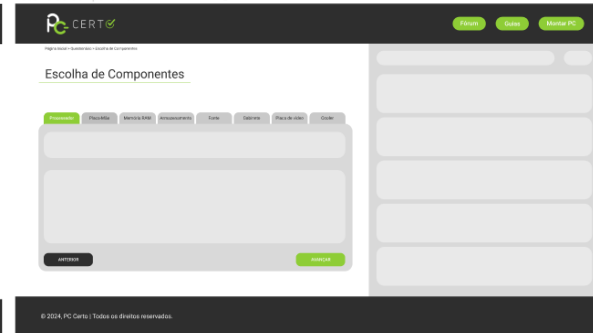 PC CERTO
Fórum
Guias
Montar PC
Página Inicial > Questionário > Escolha de Componentes
Escolha de Componentes
Processador
Placa-Mãe
Memória RAM
Armazenamento
Fonte
Gabinete
Placa de vídeo
Cooler
ANTERIOR
AVANÇAR
© 2024, PC Certo | Todos os direitos reservados.